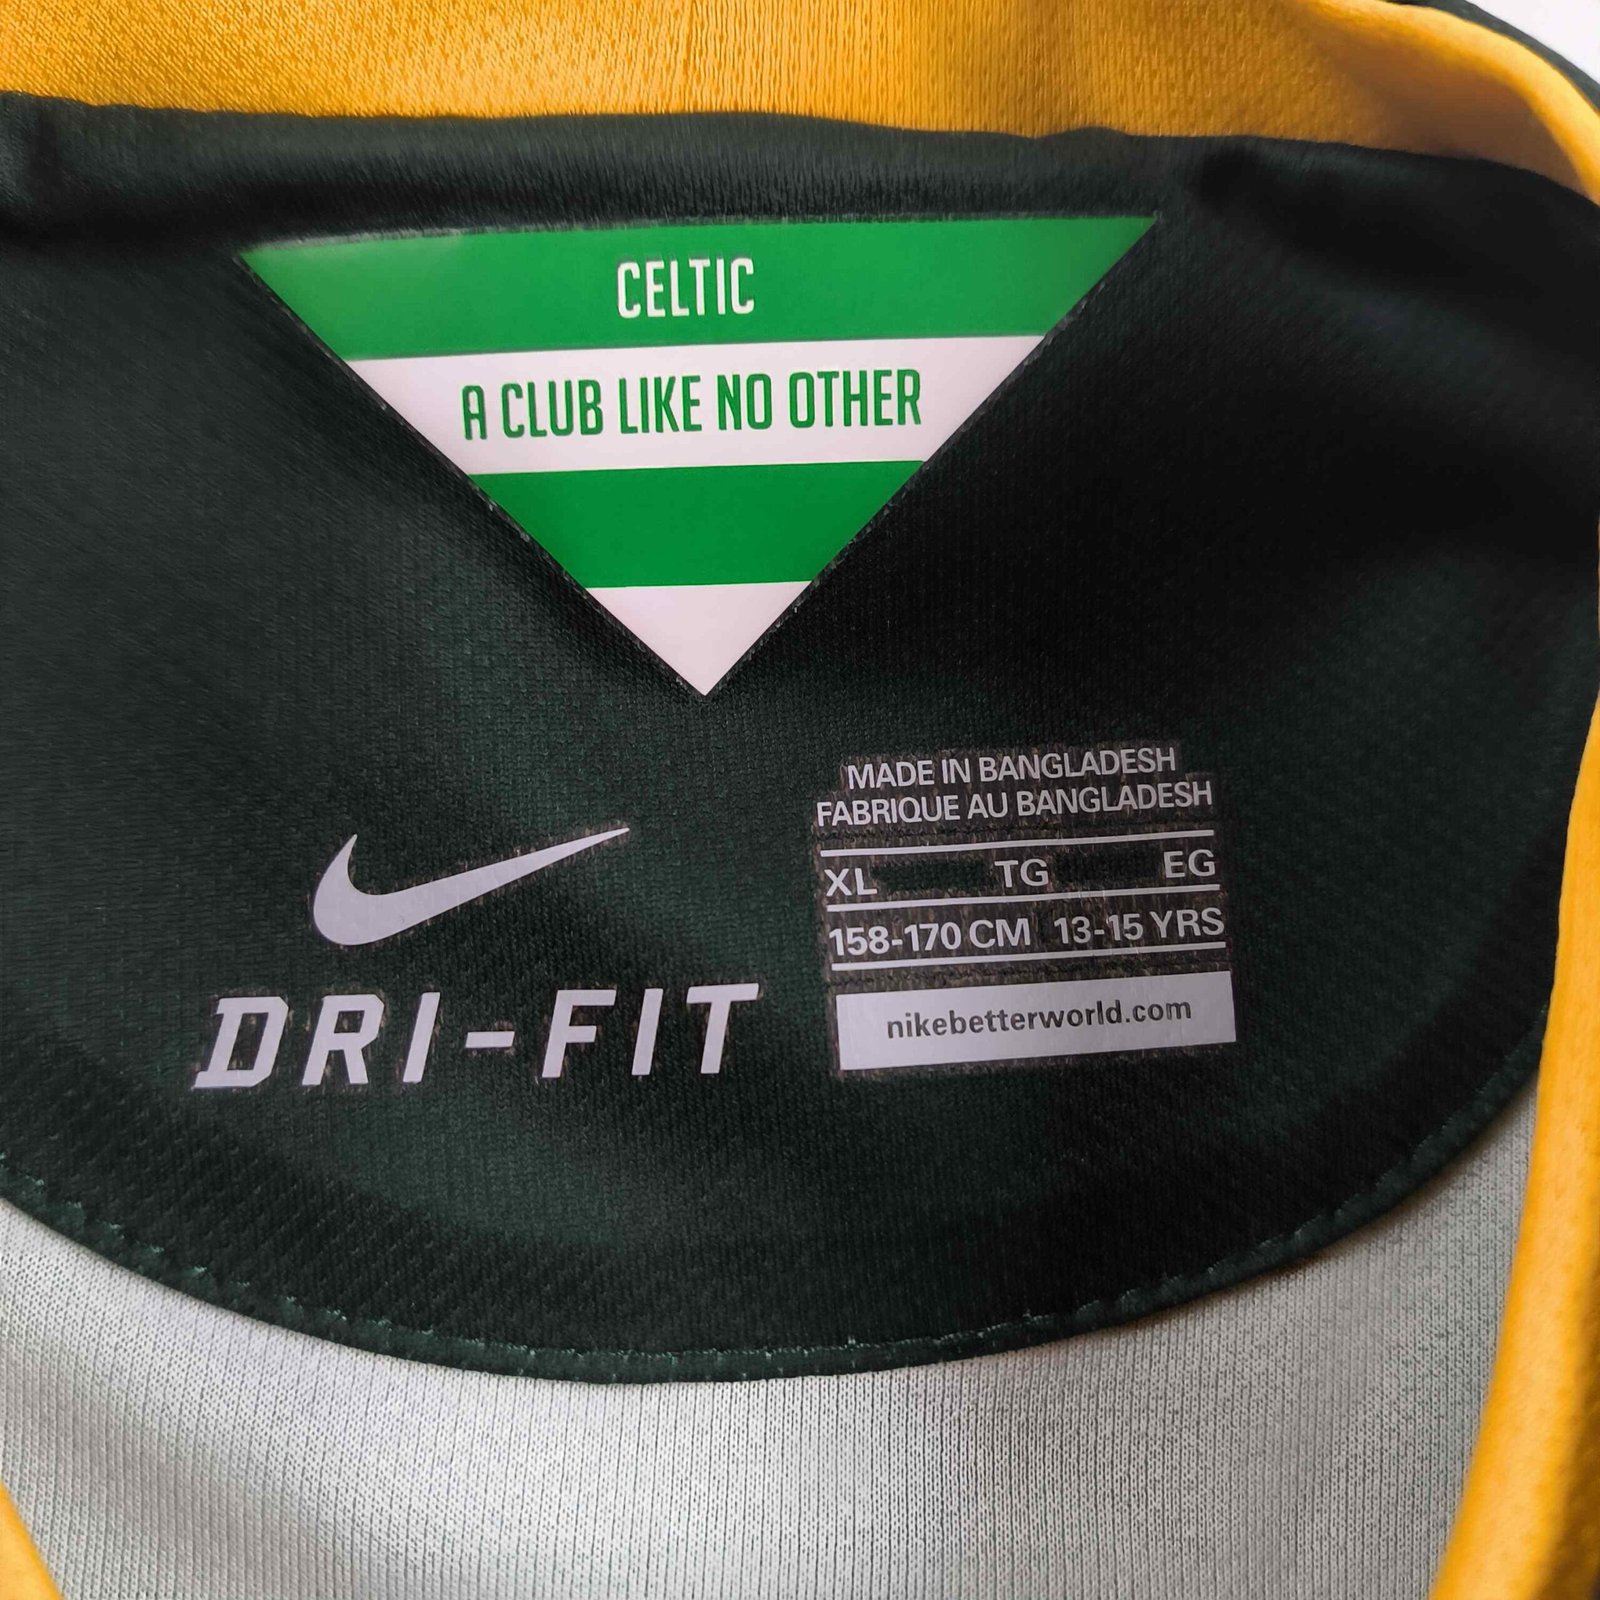 CELTIC
A CLUB LIKE NO OTHER
MADE IN BANGLADESH
FABRIQUE AU BANGLADESH
XL TG EG
158-170 CM 13-15 YRS
nikebetterworld.com
DRI-FIT